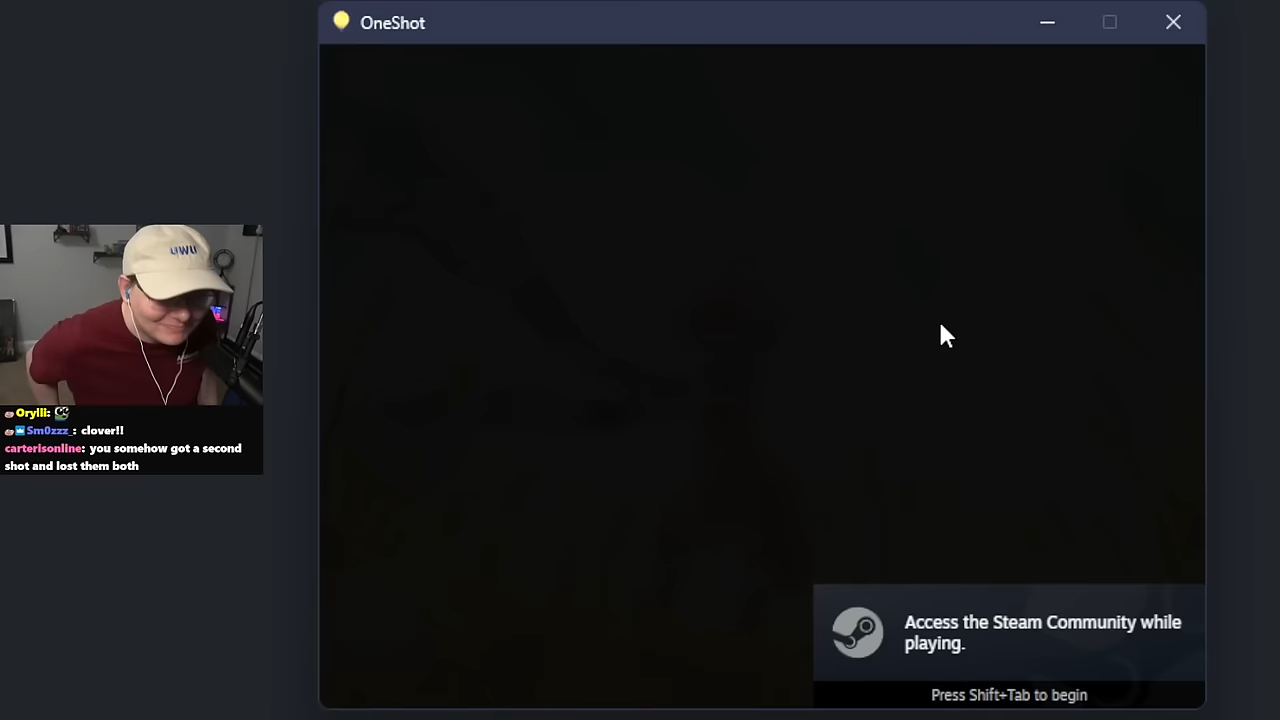 OneShot
UWU
Orylli:
Sm0zzz_: clover!!
carterisonline: you somehow got a second
shot and lost them both
Access the Steam Community while
playing.
Press Shift+Tab to begin